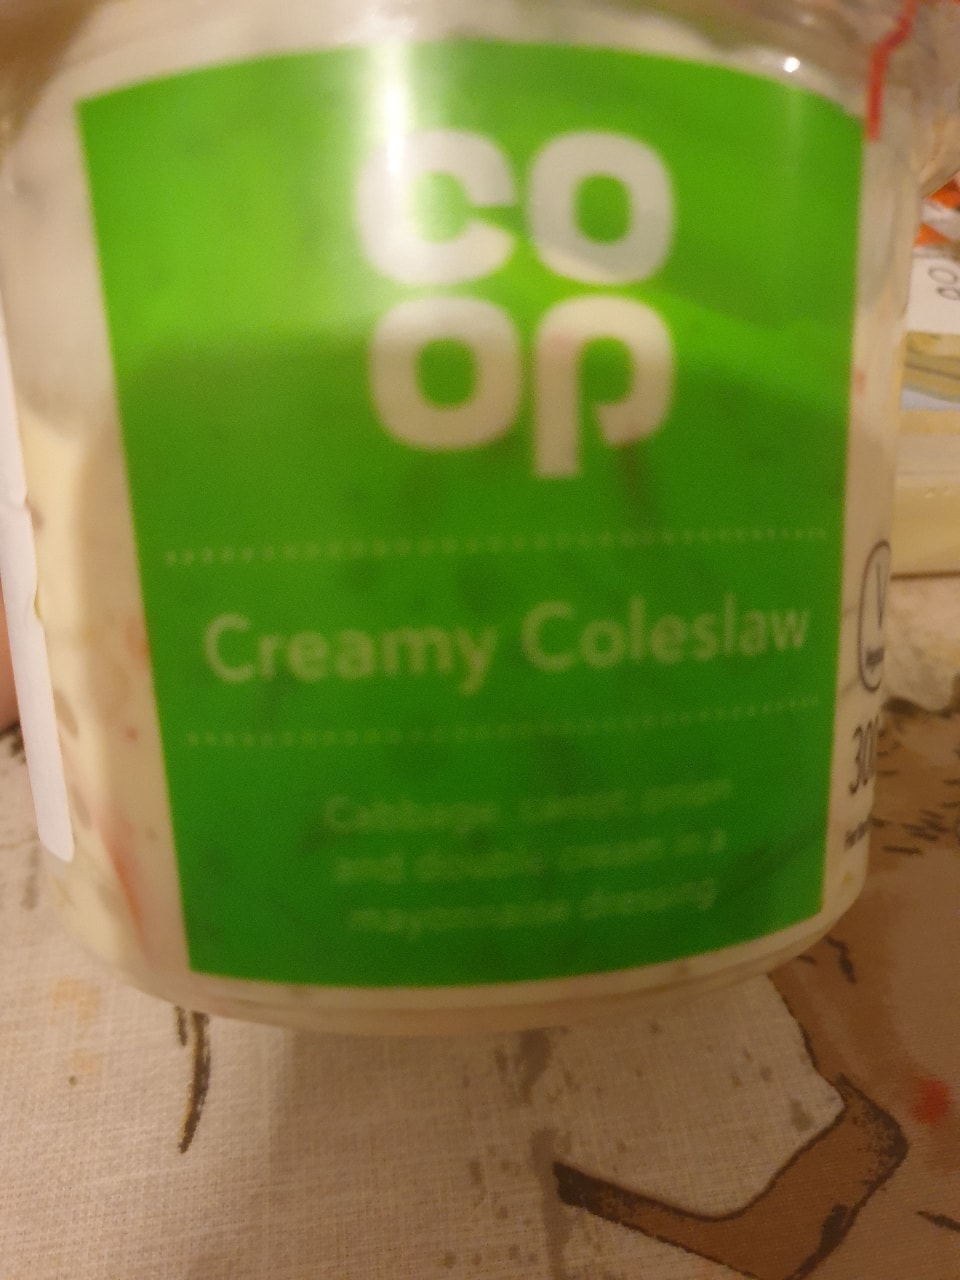 co
op
Creamy Coleslaw
Cabbage, carrot, onion
and double cream in a
mayonnaise dressing
V